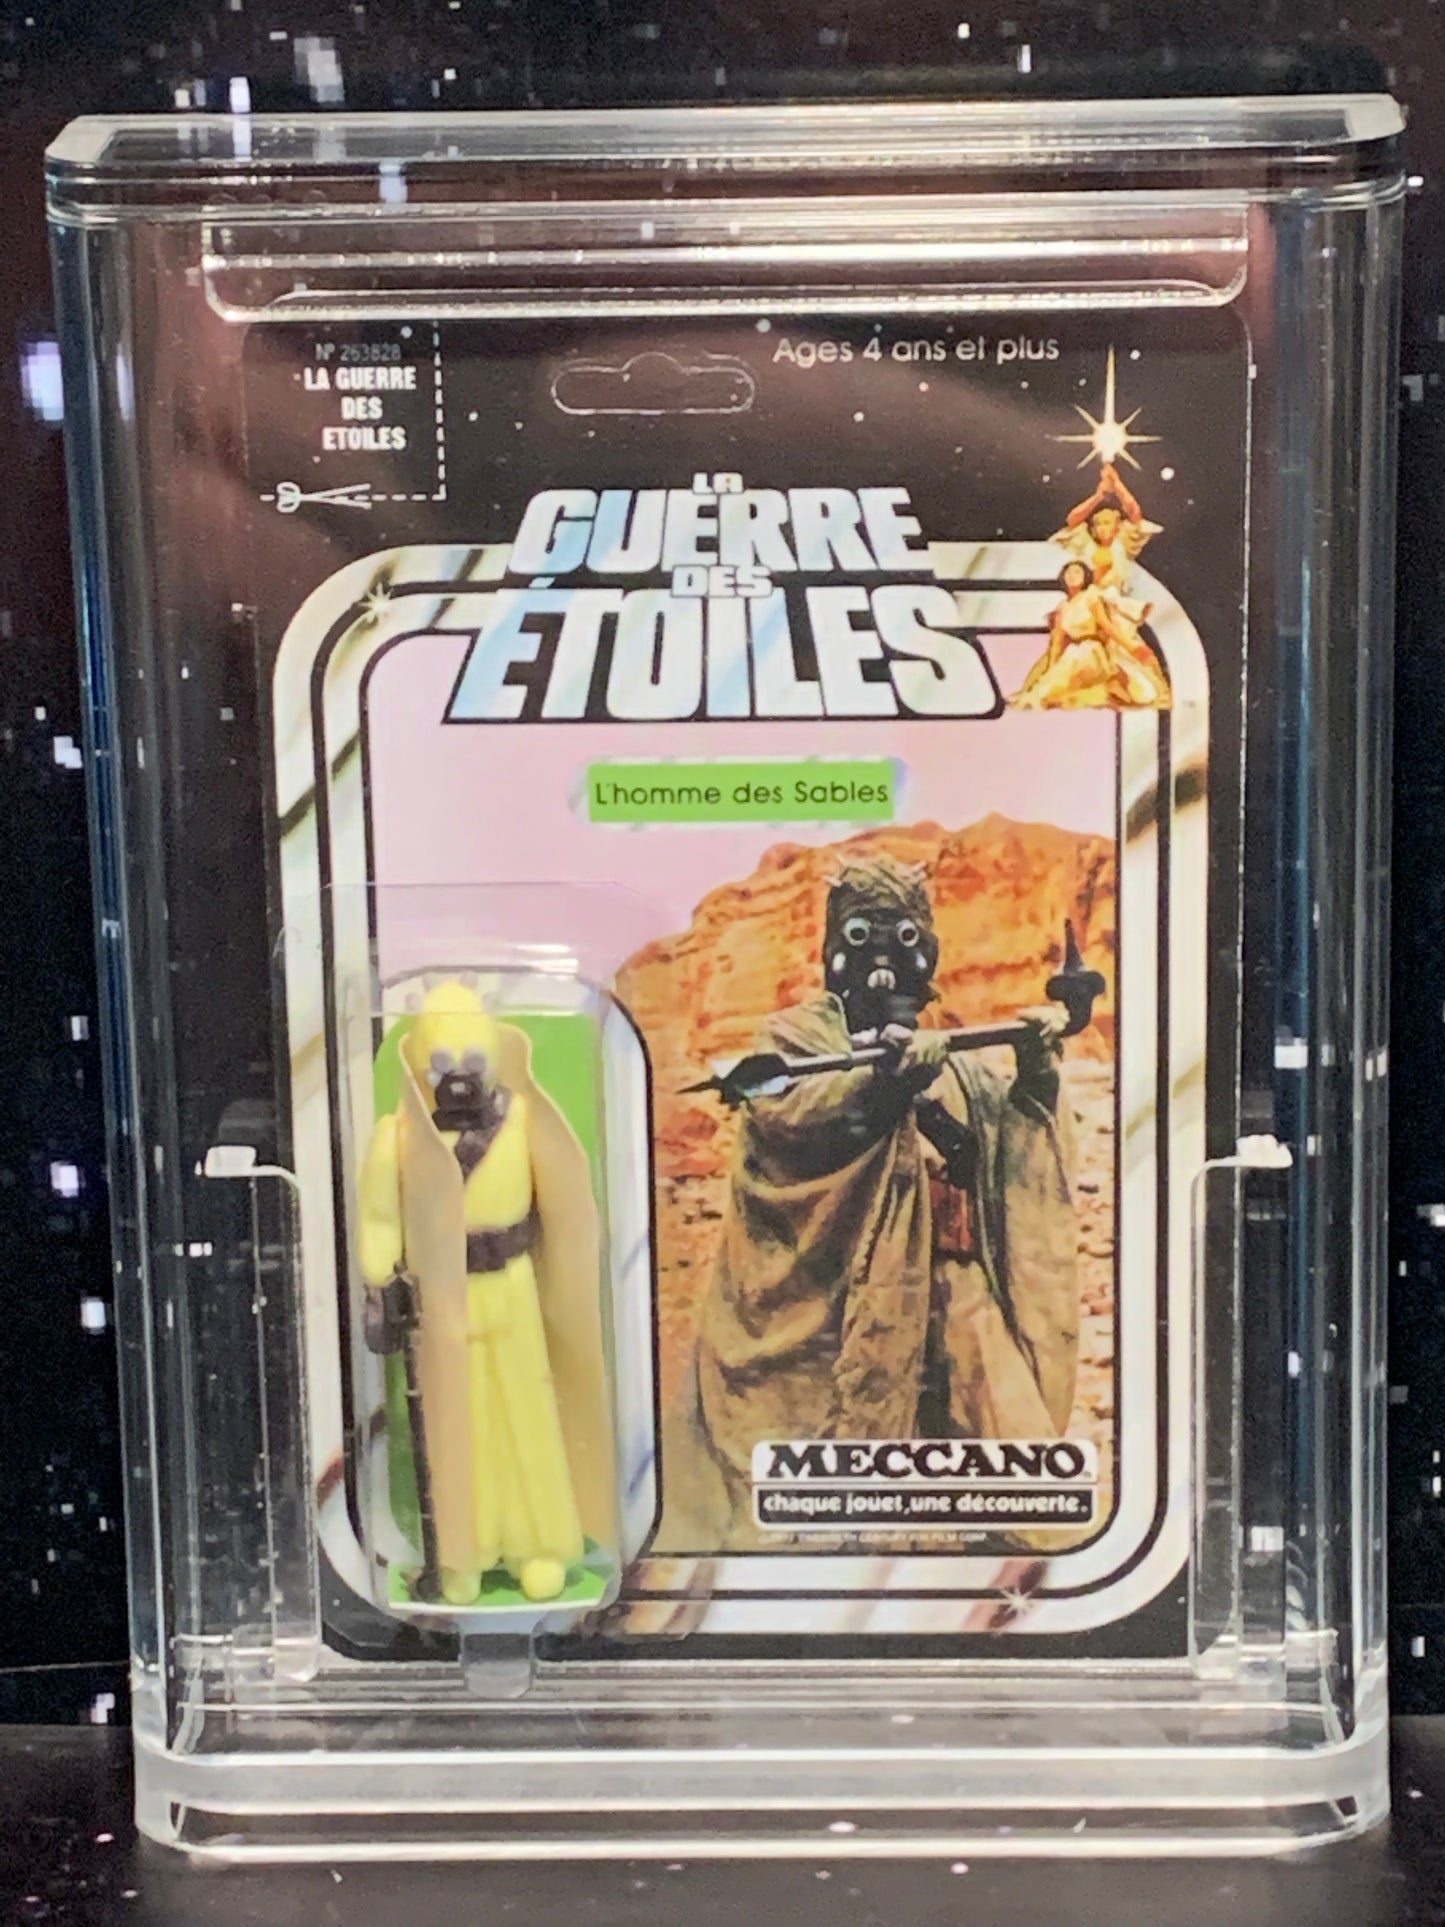 Nº 263828
LA GUERRE
DES
ETOILES
Ages 4 ans et plus
LA
GUERRE
DES
ÉTOILES
L'homme des Sables
MECCANO
chaque jouet, une découverte.